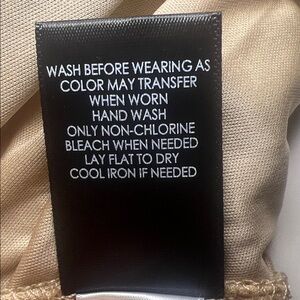 WASH BEFORE WEARING AS
COLOR MAY TRANSFER
WHEN WORN
HAND WASH
ONLY NON-CHLORINE
BLEACH WHEN NEEDED
LAY FLAT TO DRY
COOL IRON IF NEEDED